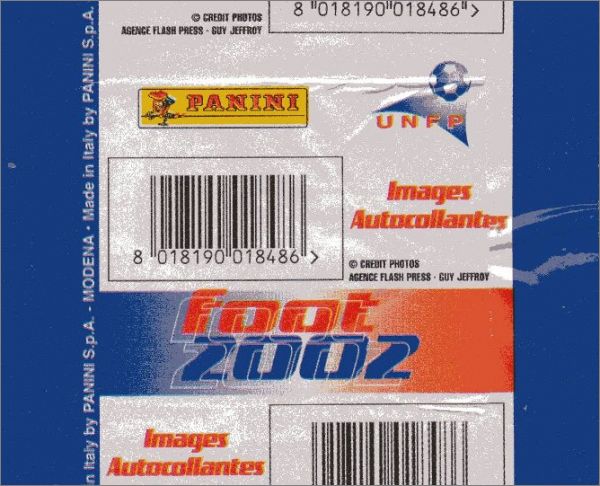 8 018190 018486 >
© CREDIT PHOTOS
AGENCE FLASH PRESS · GUY JEFFROY
PANINI
UNFP
Images
Autocollantes
8 018190 018486 >
© CREDIT PHOTOS
AGENCE FLASH PRESS · GUY JEFFROY
foot
2002
Images
Autocollantes
n Italy by PANINI S.p.A. - MODENA · Made in Italy by PANINI S.p.A.